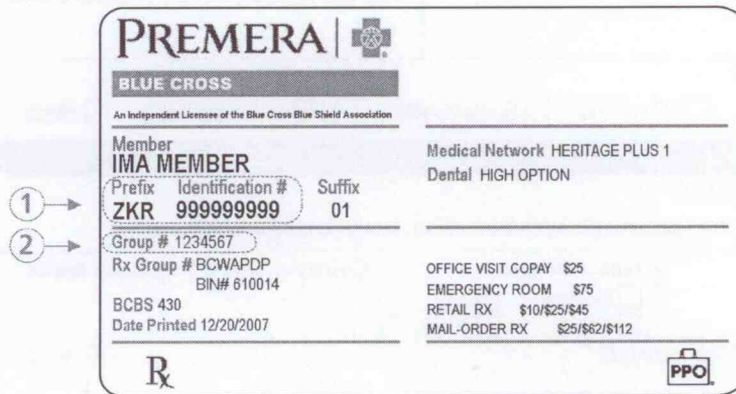 PREMERA
BLUE CROSS
An Independent Licensee of the Blue Cross Blue Shield Association
Member
IMA MEMBER
Prefix Identification # Suffix
1 ZKR 999999999 01
2 Group # 1234567
Rx Group # BCWAPDP
BIN# 610014
BCBS 430
Date Printed 12/20/2007
Rx
Medical Network HERITAGE PLUS 1
Dental HIGH OPTION
OFFICE VISIT COPAY $25
EMERGENCY ROOM $75
RETAIL RX $10/$25/$45
MAIL-ORDER RX $25/$62/$112
PPO